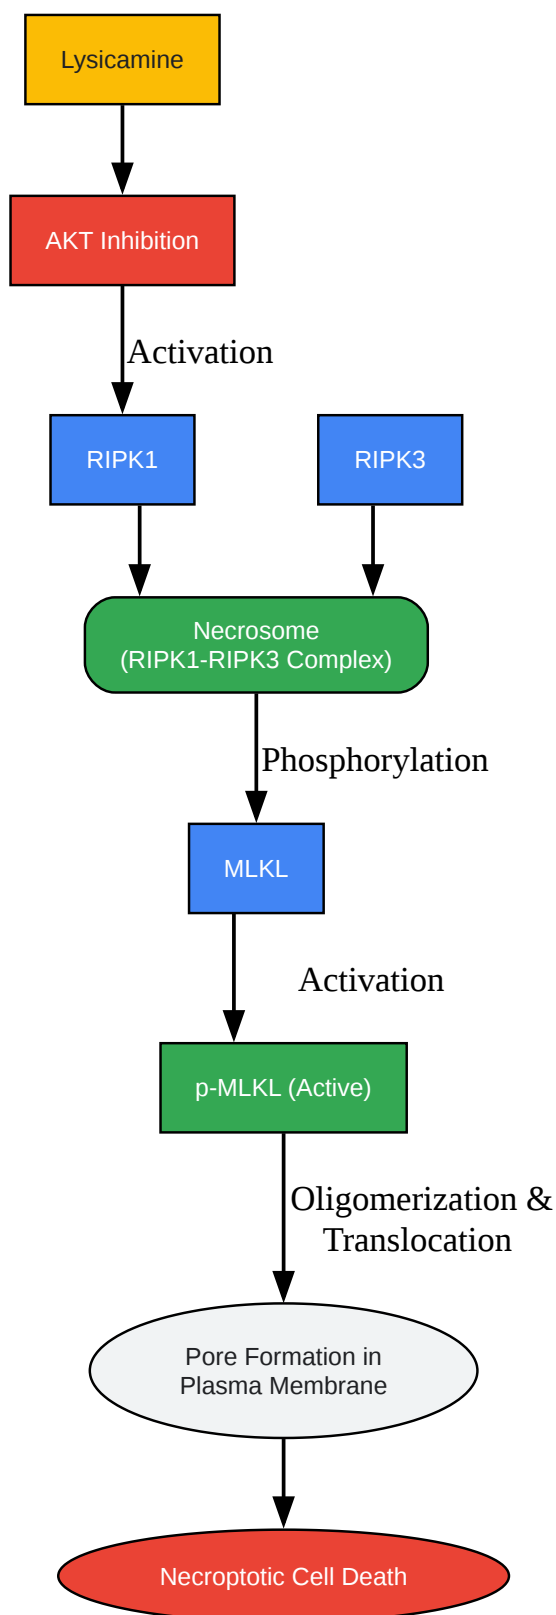 Lysicamine
AKT Inhibition
Activation
RIPK1
RIPK3
Necrosome
(RIPK1-RIPK3 Complex)
Phosphorylation
MLKL
Activation
p-MLKL (Active)
Oligomerization &
Translocation
Pore Formation in
Plasma Membrane
Necroptotic Cell Death